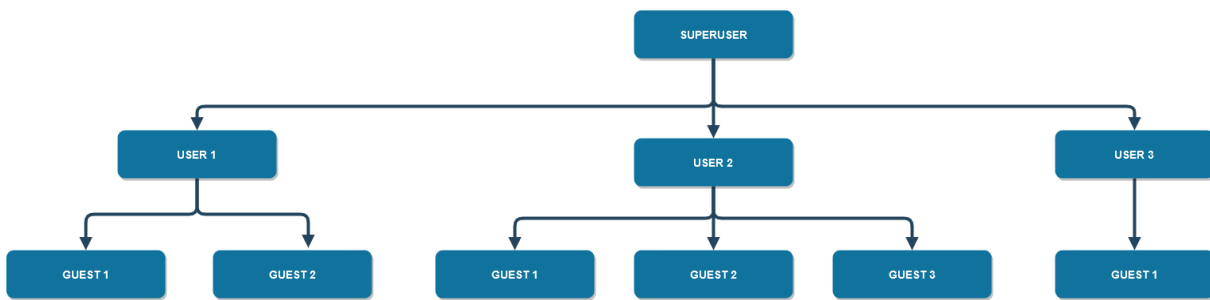 SUPERUSER
USER 1
USER 2
USER 3
GUEST 1
GUEST 2
GUEST 1
GUEST 2
GUEST 3
GUEST 1